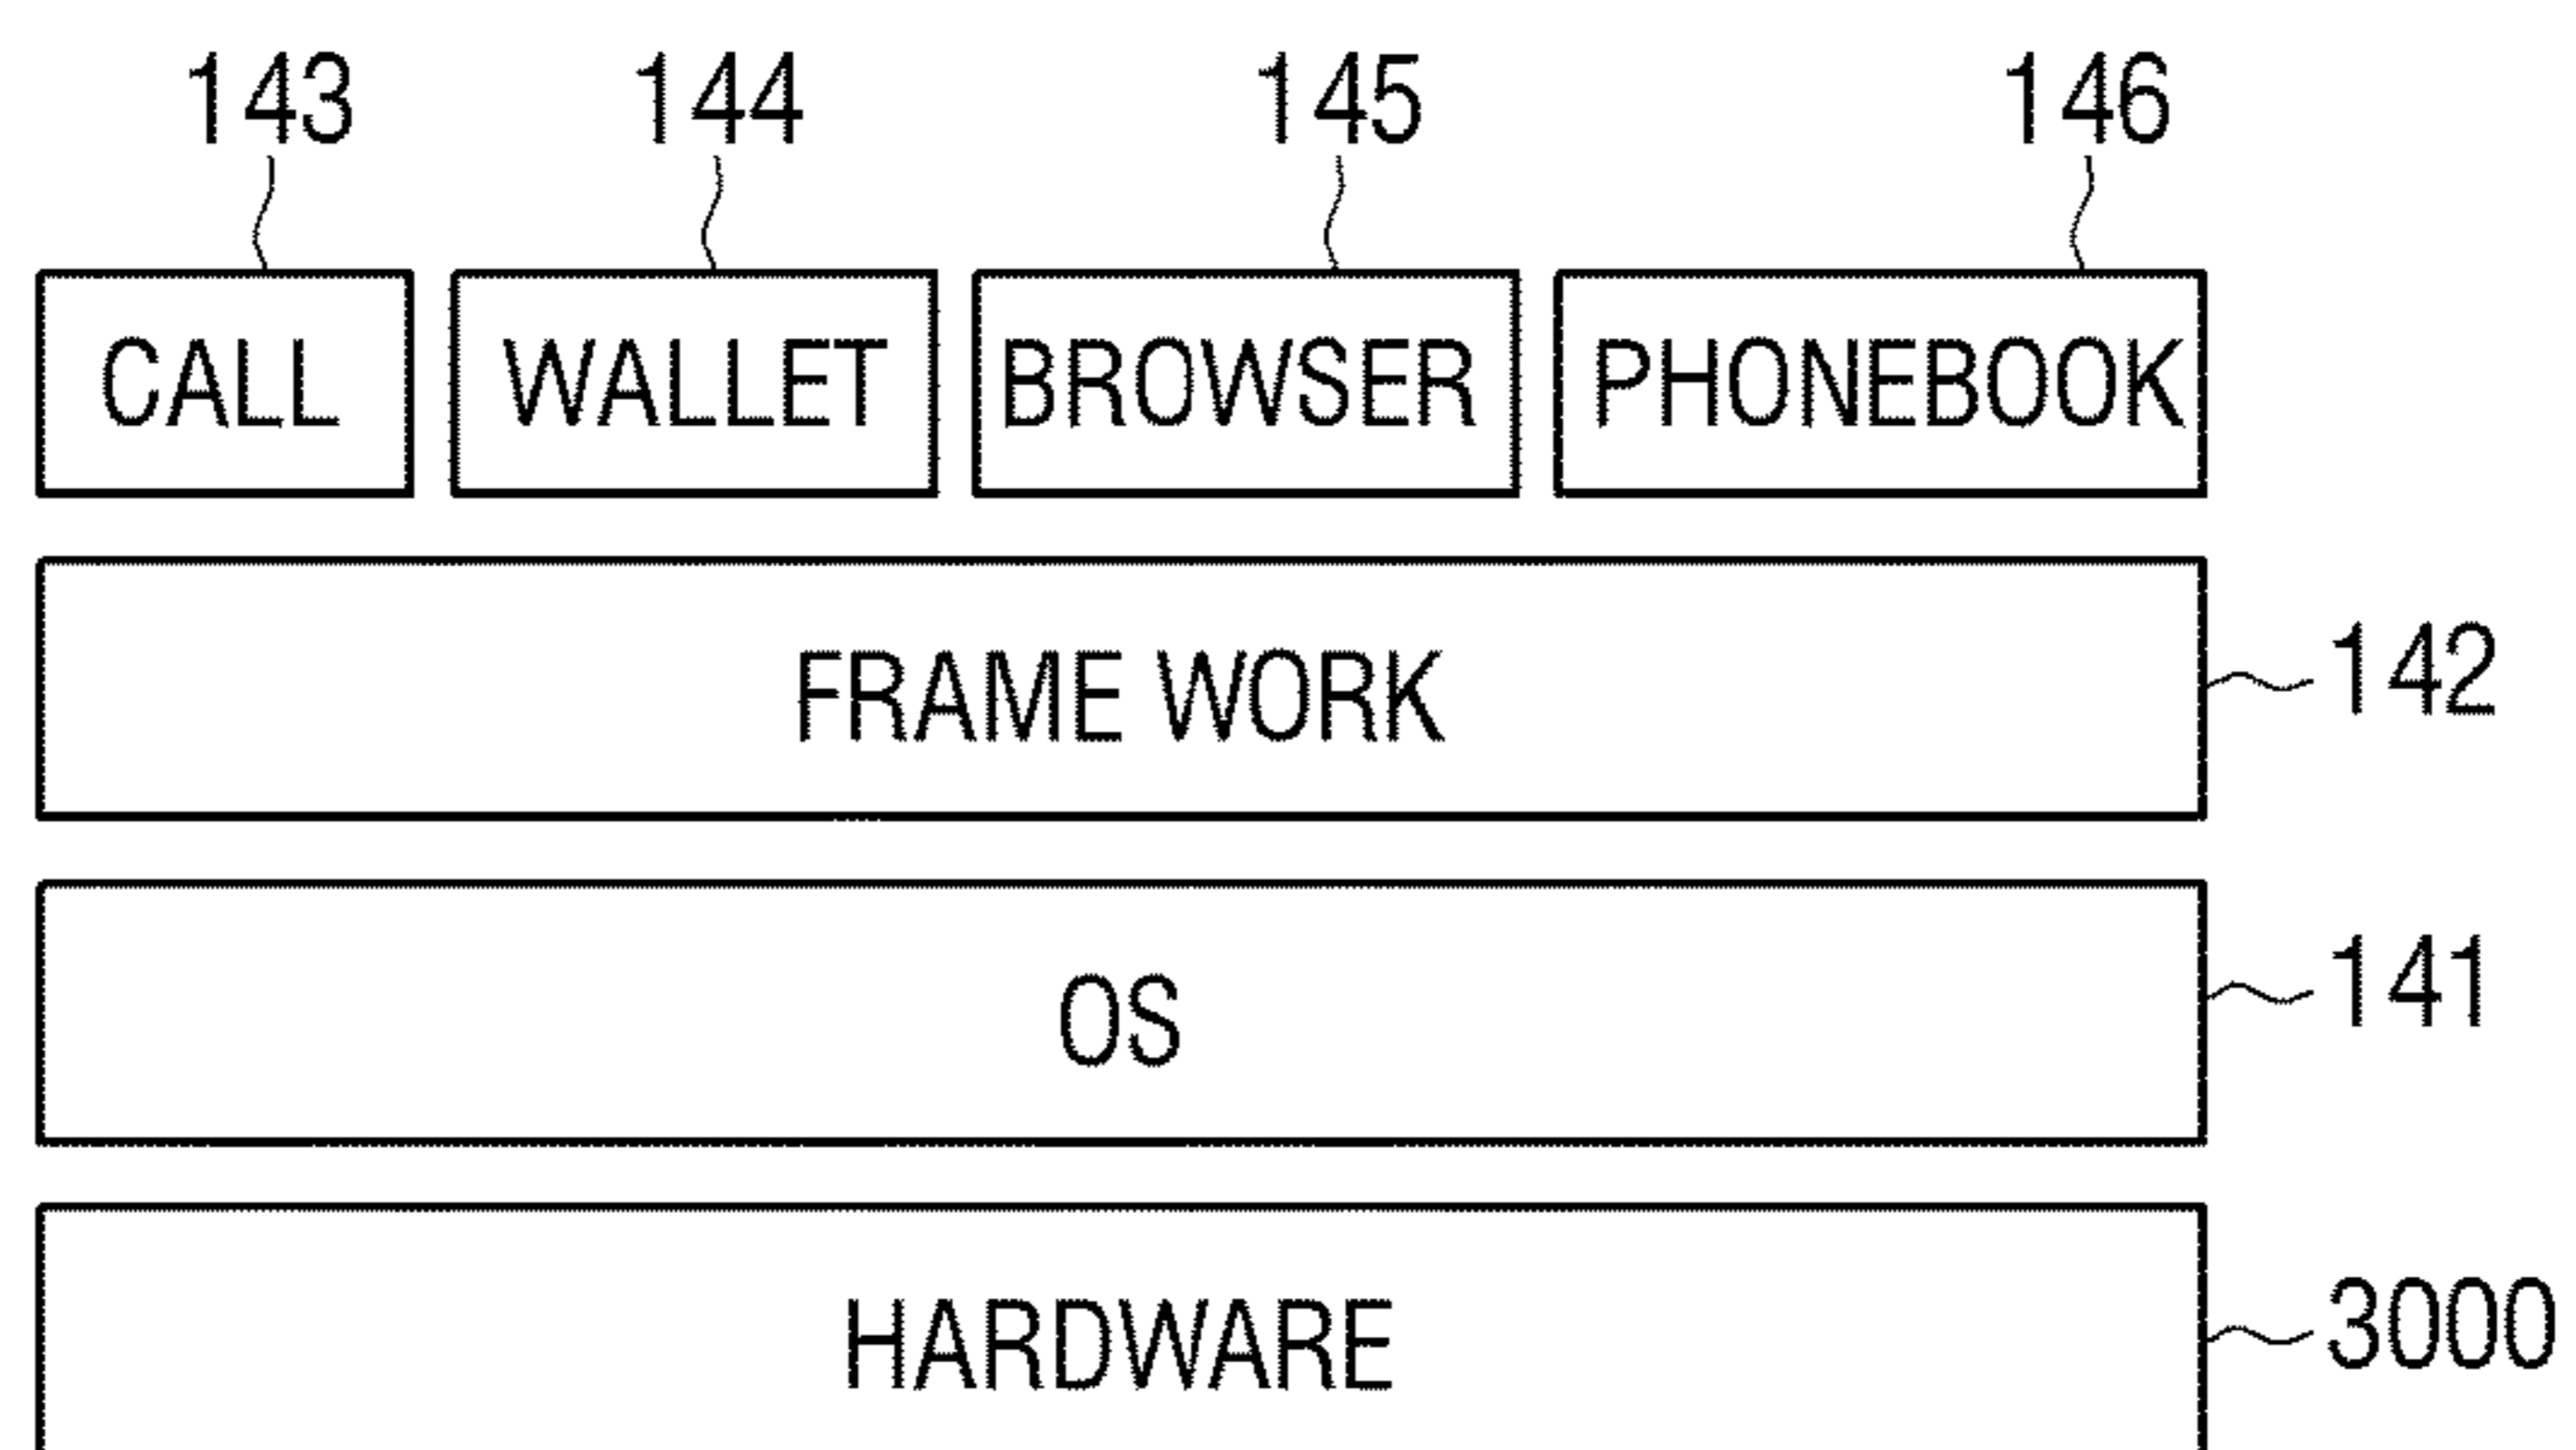 143 144 145 146
CALL WALLET BROWSER PHONEBOOK
FRAME WORK 142
OS 141
HARDWARE 3000